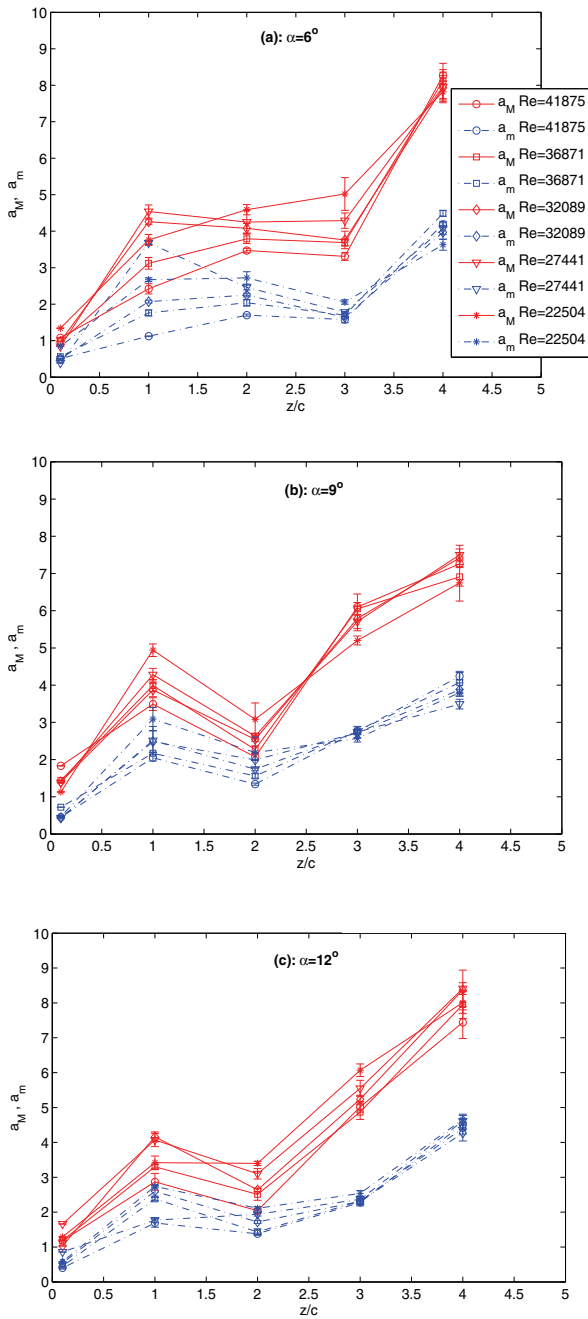 (a): α=6°
10
9
8
7
6
5
4
3
2
1
0
a_M, a_m
0 0.5 1 1.5 2 2.5 3 3.5 4 4.5 5
z/c
a_M Re=41875
a_m Re=41875
a_M Re=36871
a_m Re=36871
a_M Re=32089
a_m Re=32089
a_M Re=27441
a_m Re=27441
a_M Re=22504
a_m Re=22504
(b): α=9°
10
9
8
7
6
5
4
3
2
1
0
a_M, a_m
0 0.5 1 1.5 2 2.5 3 3.5 4 4.5 5
z/c
(c): α=12°
10
9
8
7
6
5
4
3
2
1
0
a_M, a_m
0 0.5 1 1.5 2 2.5 3 3.5 4 4.5 5
z/c